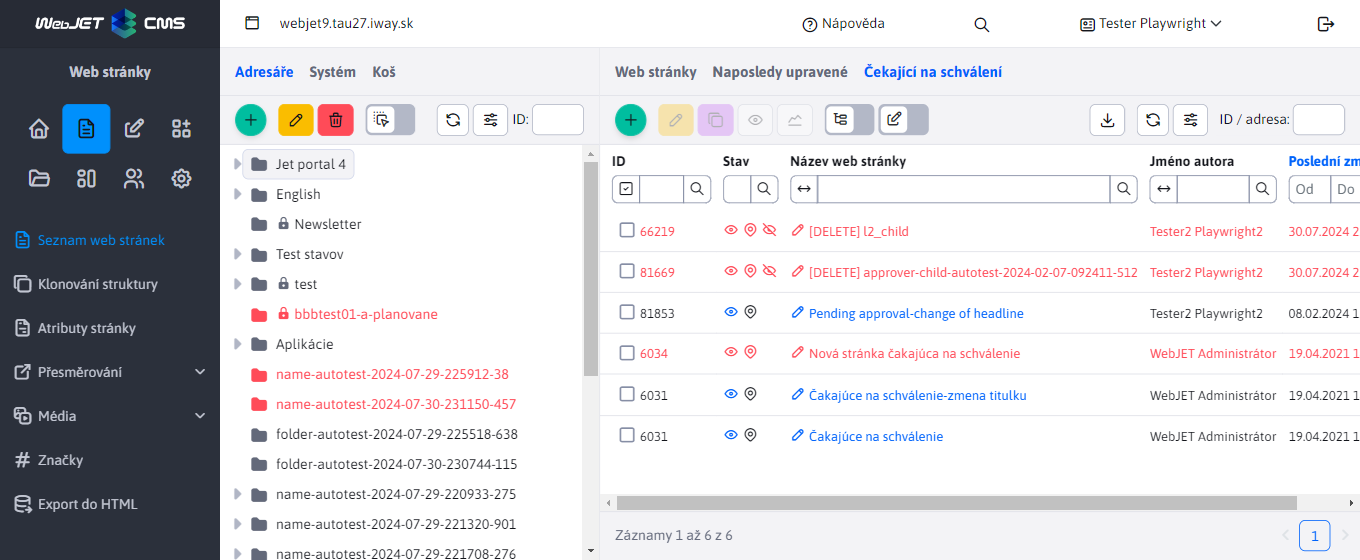 WebJET CMS
webjet9.tau27.iway.sk
Nápověda
Tester Playwright
Web stránky
Seznam web stránek
Klonování struktury
Atributy stránky
Přesměrování
Média
Značky
Export do HTML
Adresáře Systém Koš
ID:
Jet portal 4
English
Newsletter
Test stavov
test
bbbtest01-a-planovane
Aplikácie
name-autotest-2024-07-29-225912-38
name-autotest-2024-07-30-231150-457
folder-autotest-2024-07-29-225518-638
folder-autotest-2024-07-30-230744-115
name-autotest-2024-07-29-220933-275
name-autotest-2024-07-29-221320-901
name-autotest-2024-07-29-221708-276
Web stránky Naposledy upravené Čekající na schválení
ID / adresa:
ID Stav Název web stránky Jméno autora Poslední zm
Od Do
66219 [DELETE] l2_child Tester2 Playwright2 30.07.2024 2
81669 [DELETE] approver-child-autotest-2024-02-07-092411-512 Tester2 Playwright2 30.07.2024 2
81853 Pending approval-change of headline Tester2 Playwright2 08.02.2024 1
6034 Nová stránka čakajúca na schválenie WebJET Administrátor 19.04.2021 1
6031 Čakajúce na schválenie-zmena titulku WebJET Administrátor 19.04.2021 1
6031 Čakajúce na schválenie WebJET Administrátor 19.04.2021 1
Záznamy 1 až 6 z 6
1